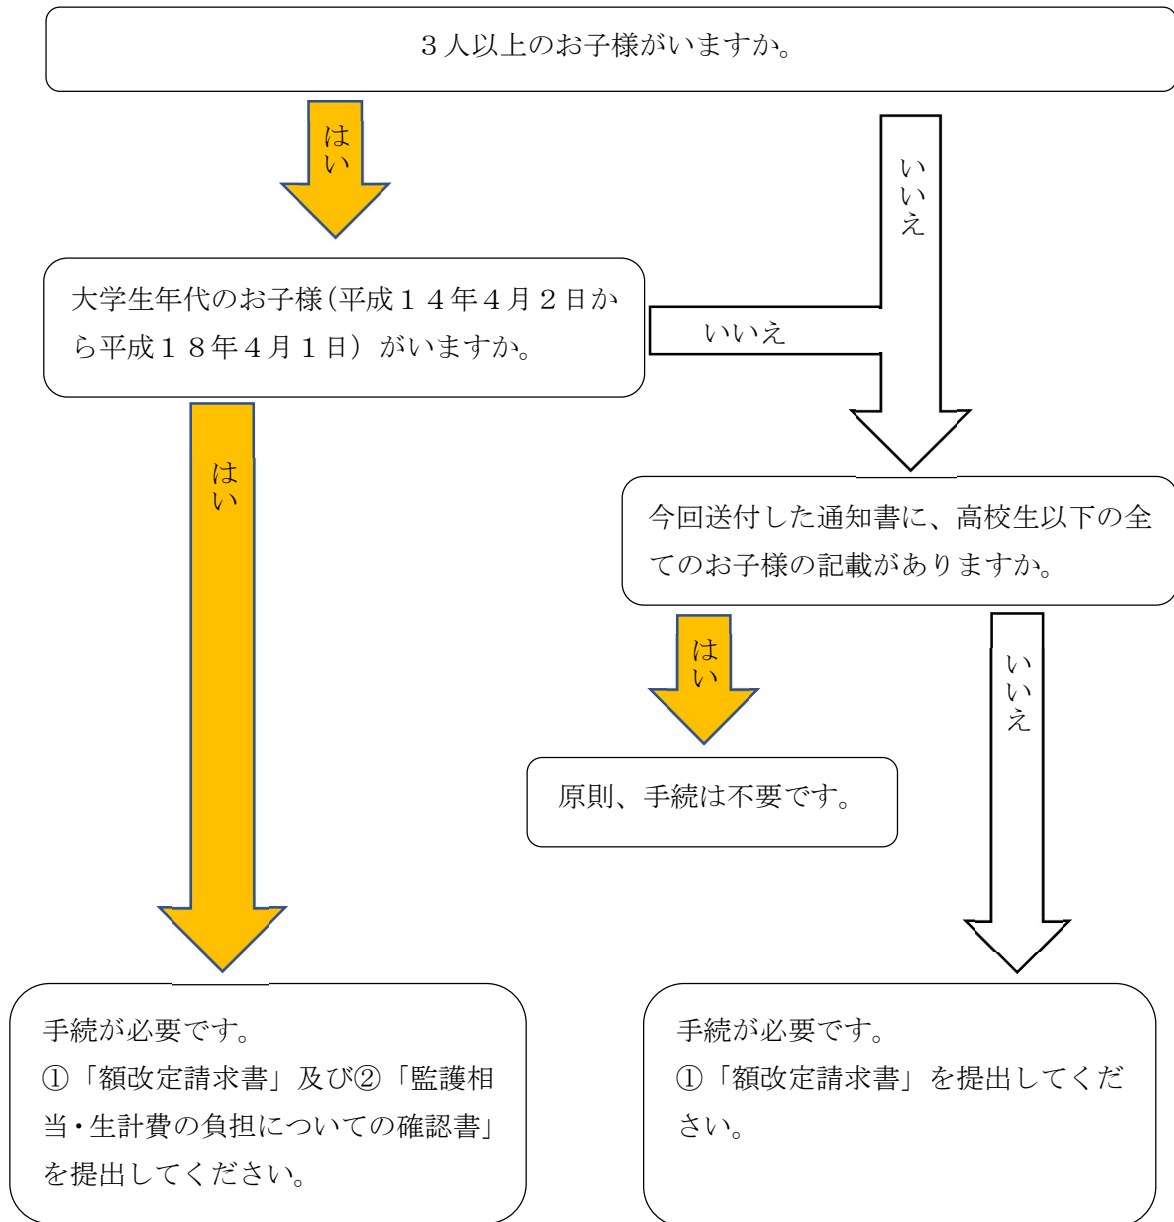 ３人以上のお子様がいますか。
はい
いいえ
大学生年代のお子様（平成１４年４月２日か
ら平成１８年４月１日）がいますか。
いいえ
はい
今回送付した通知書に、高校生以下の全
てのお子様の記載がありますか。
はい
いいえ
原則、手続は不要です。
手続が必要です。
①「額改定請求書」及び②「監護相
当・生計費の負担についての確認書」
を提出してください。
手続が必要です。
①「額改定請求書」を提出してくだ
さい。